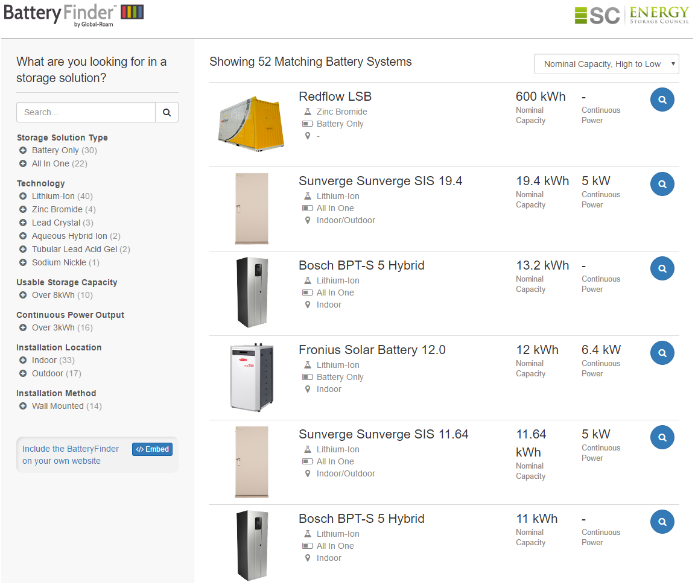 BatteryFinder™
by Global-Roam
ESC ENERGY
STORAGE COUNCIL
What are you looking for in a
storage solution?
Search...
Storage Solution Type
Battery Only (30)
All In One (22)
Technology
Lithium-Ion (40)
Zinc Bromide (4)
Lead Crystal (3)
Aqueous Hybrid Ion (2)
Tubular Lead Acid Gel (2)
Sodium Nickle (1)
Usable Storage Capacity
Over 8kWh (10)
Continuous Power Output
Over 3kWh (16)
Installation Location
Indoor (33)
Outdoor (17)
Installation Method
Wall Mounted (14)
Include the BatteryFinder
on your own website
</> Embed
Showing 52 Matching Battery Systems
Nominal Capacity, High to Low
Redflow LSB
Zinc Bromide
Battery Only
-
600 kWh
Nominal
Capacity
-
Continuous
Power
Sunverge Sunverge SIS 19.4
Lithium-Ion
All In One
Indoor/Outdoor
19.4 kWh
Nominal
Capacity
5 kW
Continuous
Power
Bosch BPT-S 5 Hybrid
Lithium-Ion
All In One
Indoor
13.2 kWh
Nominal
Capacity
-
Continuous
Power
Fronius Solar Battery 12.0
Lithium-Ion
Battery Only
Indoor
12 kWh
Nominal
Capacity
6.4 kW
Continuous
Power
Sunverge Sunverge SIS 11.64
Lithium-Ion
All In One
Indoor/Outdoor
11.64
kWh
Nominal
Capacity
5 kW
Continuous
Power
Bosch BPT-S 5 Hybrid
Lithium-Ion
All In One
Indoor
11 kWh
Nominal
Capacity
-
Continuous
Power